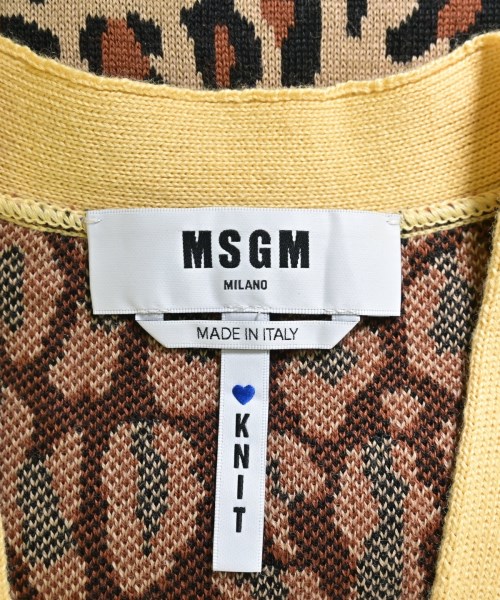 MSGM
MILANO
MADE IN ITALY
💙 KNIT